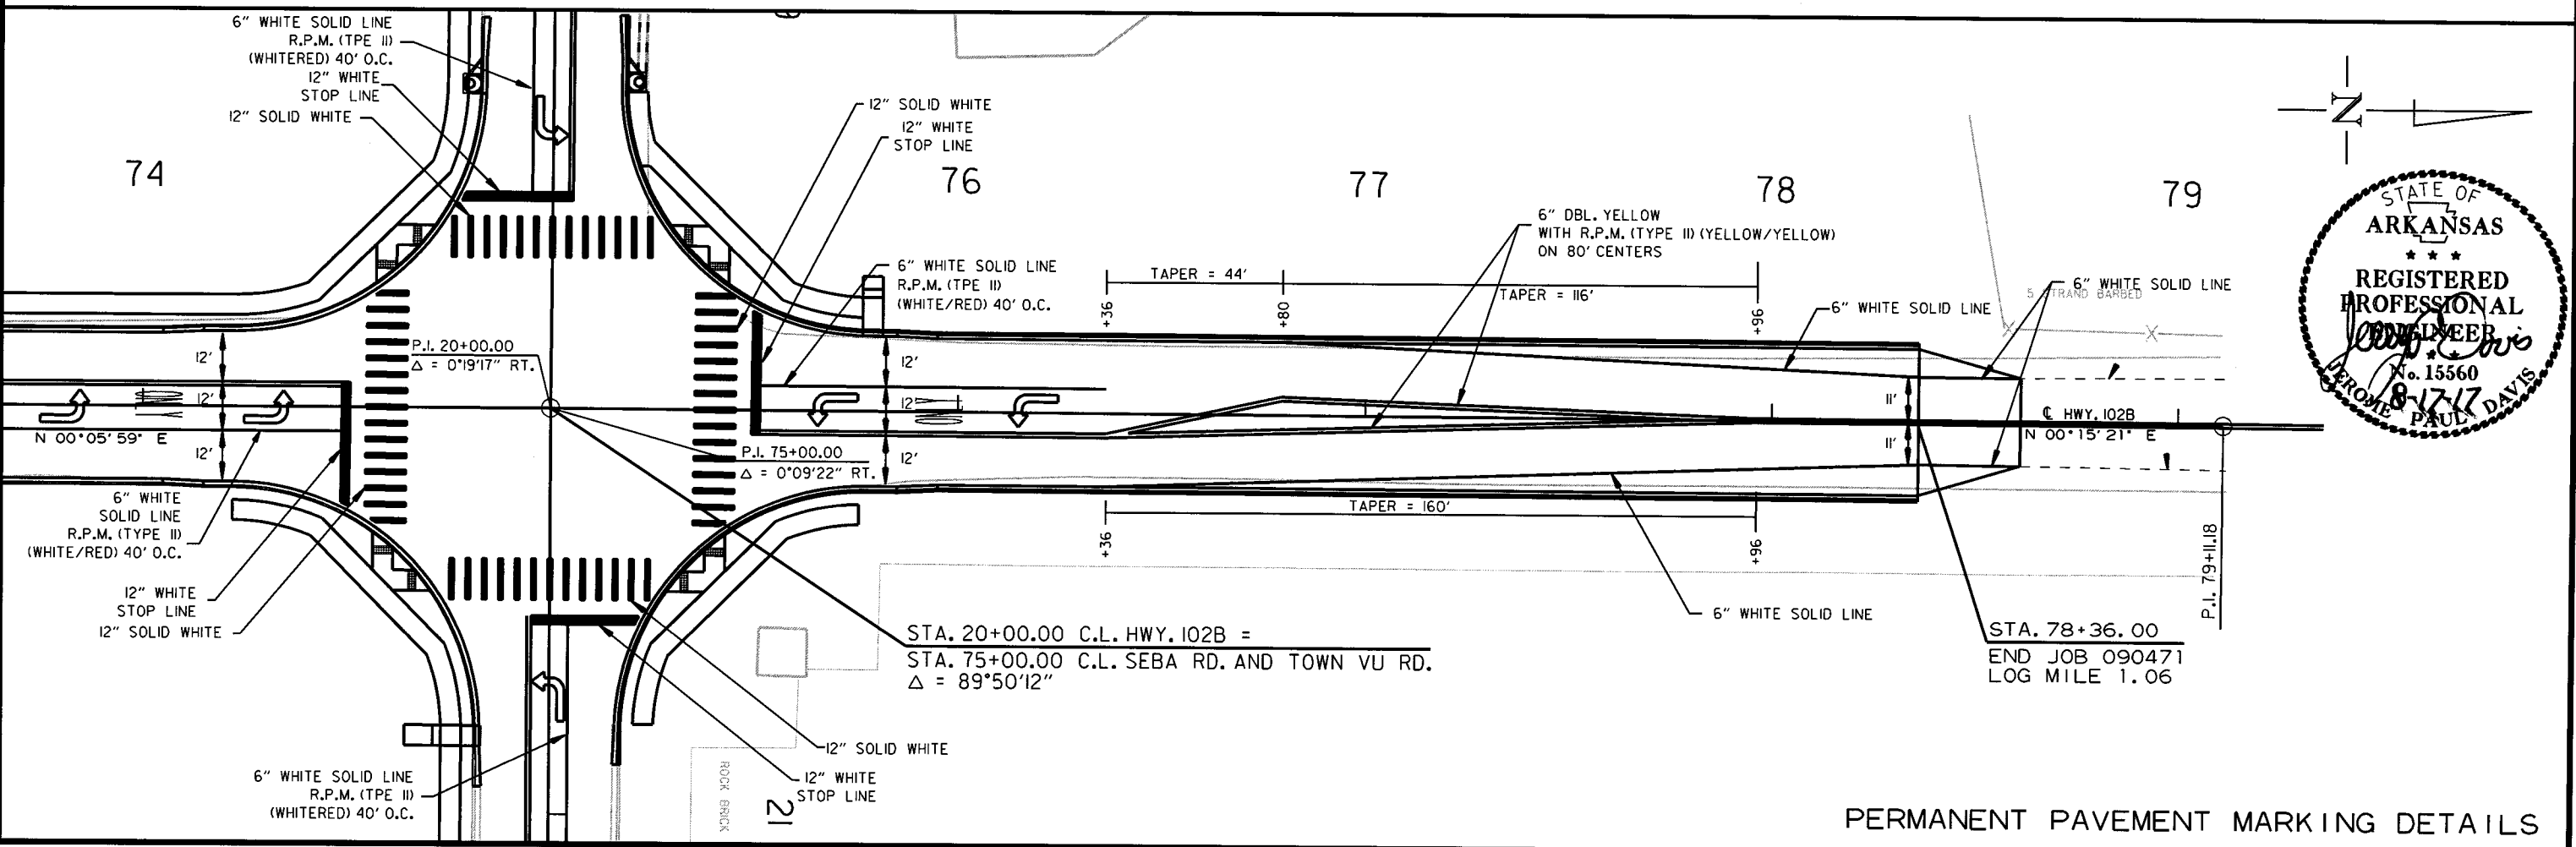 6" WHITE SOLID LINE
R.P.M. (TPE II)
(WHITERED) 40' O.C.
12" WHITE
STOP LINE
12" SOLID WHITE
74
12" SOLID WHITE
12" WHITE
STOP LINE
76
77
78
79
6" WHITE SOLID LINE
R.P.M. (TPE II)
(WHITE/RED) 40' O.C.
6" DBL. YELLOW
WITH R.P.M. (TYPE II) (YELLOW/YELLOW)
ON 80' CENTERS
TAPER = 44'
TAPER = 116'
+36
+80
+96
6" WHITE SOLID LINE
5 STRAND BARBED
6" WHITE SOLID LINE
N
STATE OF
ARKANSAS
* * *
REGISTERED
PROFESSIONAL
ENGINEER
* * *
No. 15560
8-17-17
JEROME PAUL DAVIS
P.I. 20+00.00
Δ = 0°19'17" RT.
12'
12'
12'
N 00°05'59" E
P.I. 75+00.00
Δ = 0°09'22" RT.
12'
12'
12'
11'
11'
℄ HWY. 102B
N 00°15'21" E
P.I. 79+11.18
TAPER = 160'
+36
+96
6" WHITE
SOLID LINE
R.P.M. (TYPE II)
(WHITE/RED) 40' O.C.
12" WHITE
STOP LINE
12" SOLID WHITE
6" WHITE SOLID LINE
STA. 20+00.00 C.L. HWY. 102B =
STA. 75+00.00 C.L. SEBA RD. AND TOWN VU RD.
Δ = 89°50'12"
STA. 78+36.00
END JOB 090471
LOG MILE 1.06
12" SOLID WHITE
12" WHITE
STOP LINE
6" WHITE SOLID LINE
R.P.M. (TPE II)
(WHITERED) 40' O.C.
ROCK BRICK
21
PERMANENT PAVEMENT MARKING DETAILS